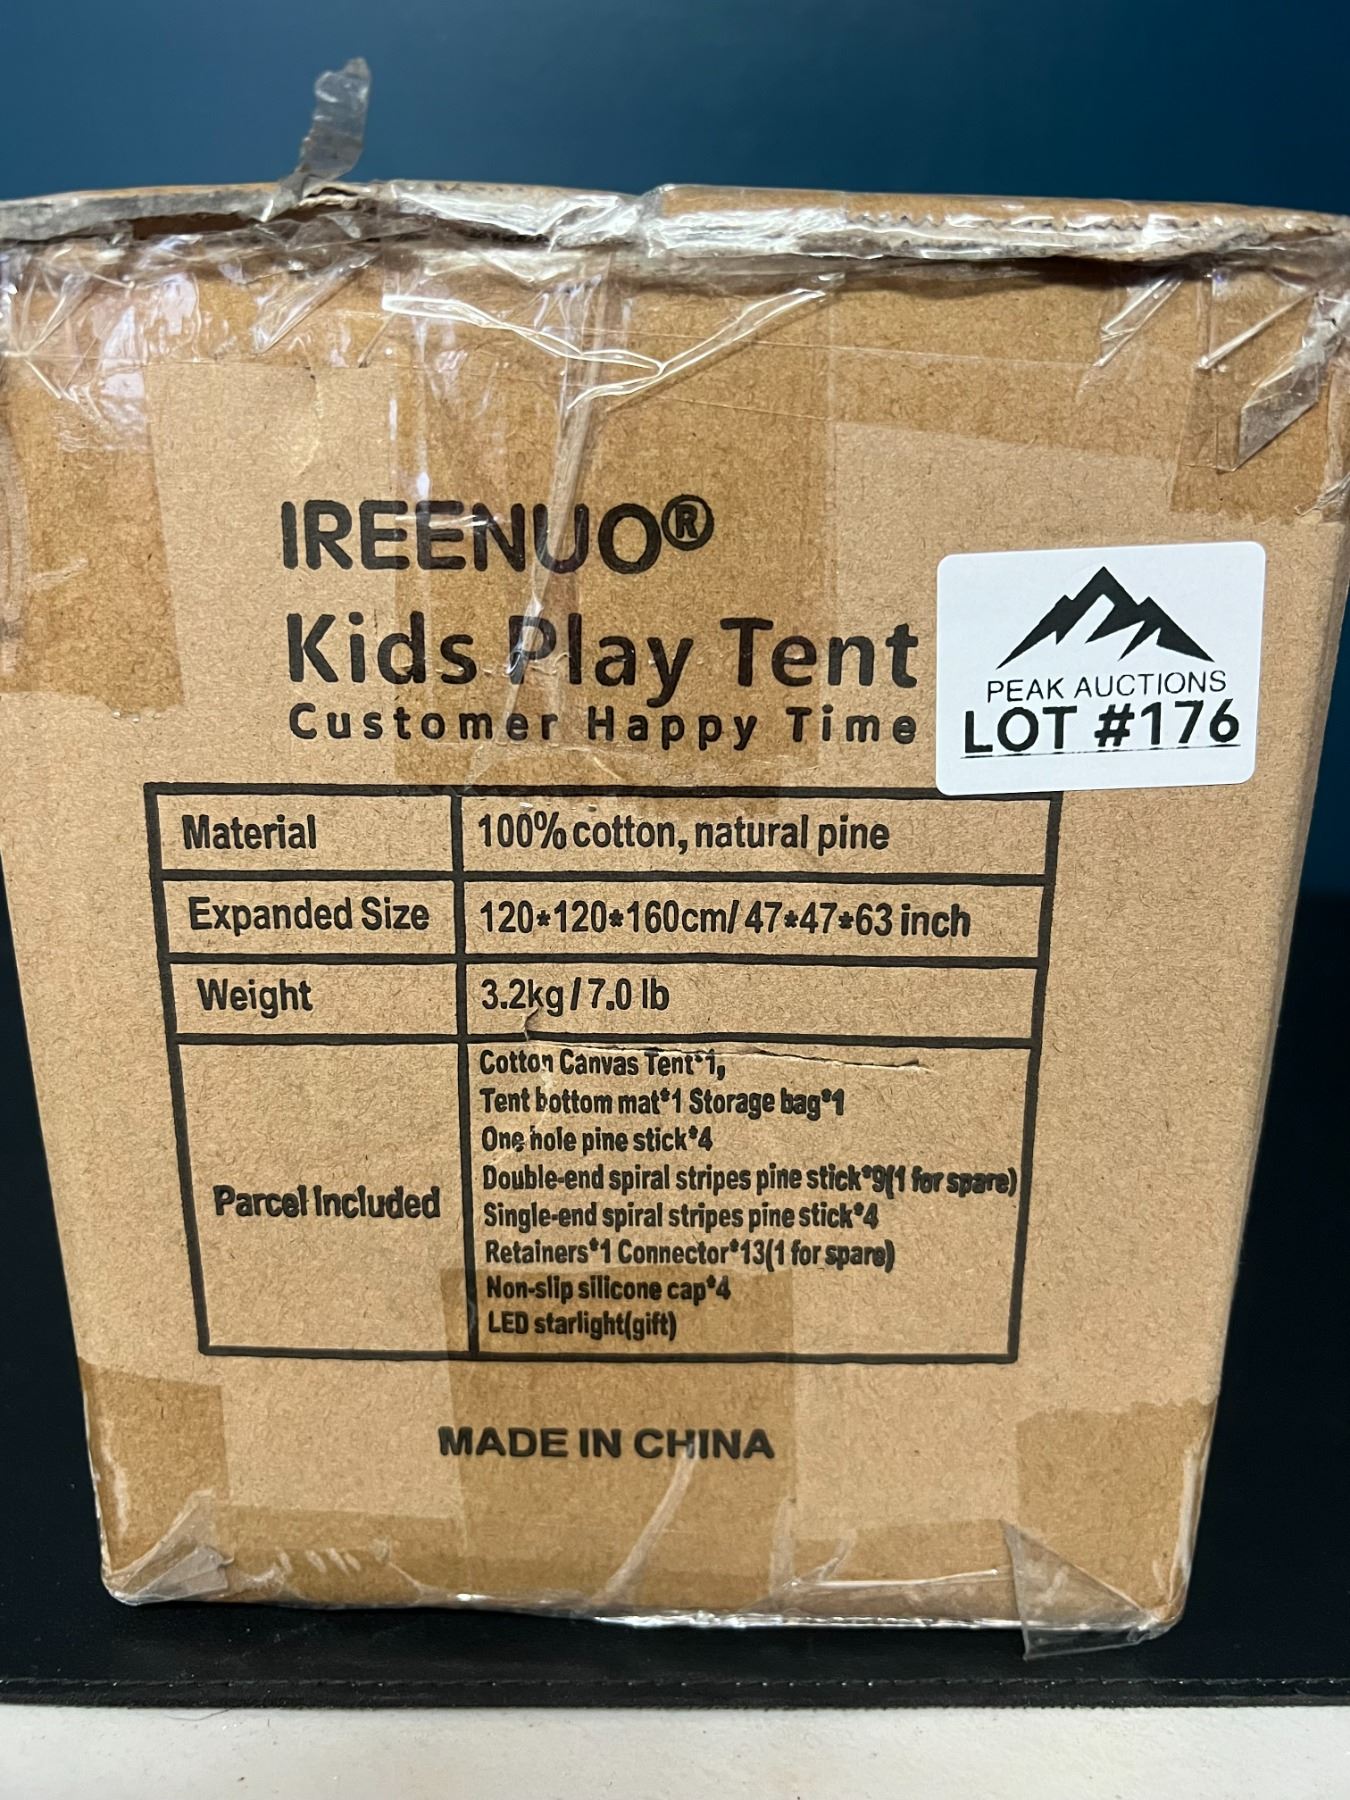 IREENUO®
Kids Play Tent
Customer Happy Time
PEAK AUCTIONS
LOT #176
Material 100% cotton, natural pine
Expanded Size 120*120*160cm/ 47*47*63 inch
Weight 3.2kg / 7.0 lb
Parcel Included
Cotton Canvas Tent*1,
Tent bottom mat*1 Storage bag*1
One hole pine stick*4
Double-end spiral stripes pine stick*9(1 for spare)
Single-end spiral stripes pine stick*4
Retainers*1 Connector*13(1 for spare)
Non-slip silicone cap*4
LED starlight(gift)
MADE IN CHINA